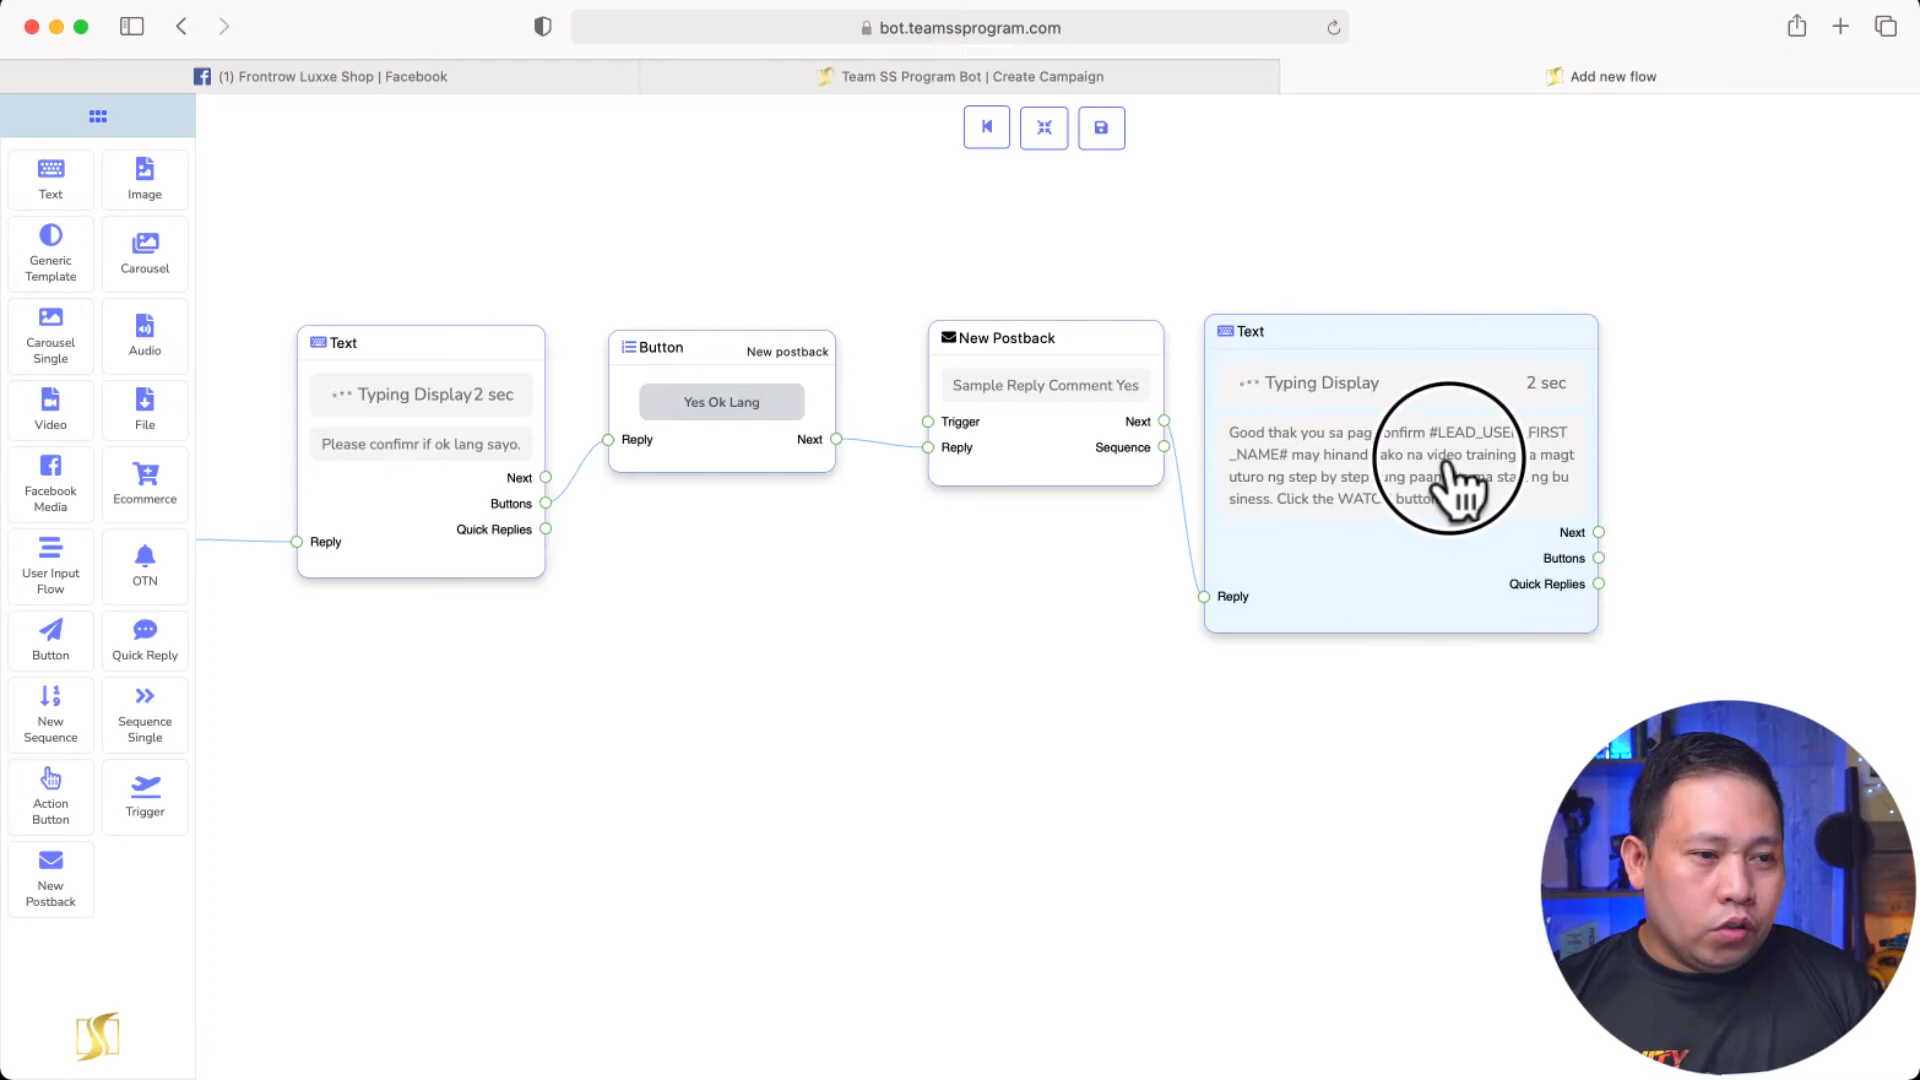 bot.teamssprogram.com
(1) Frontrow Luxxe Shop | Facebook
Team SS Program Bot | Create Campaign
Add new flow
Text
Image
Generic Template
Carousel
Carousel Single
Audio
Video
File
Facebook Media
Ecommerce
User Input Flow
OTN
Button
Quick Reply
New Sequence
Sequence Single
Action Button
Trigger
New Postback
Text
Typing Display 2 sec
Please confimr if ok lang sayo.
Next
Buttons
Quick Replies
Reply
Button
New postback
Yes Ok Lang
Reply
Next
New Postback
Sample Reply Comment Yes
Trigger
Next
Reply
Sequence
Text
Typing Display
2 sec
Good thak you sa pag confirm #LEAD_USER_FIRST
_NAME# may hinand ako na video training a magt
uturo ng step by step
ng bu
siness. Click the WATC
Next
Buttons
Quick Replies
Reply